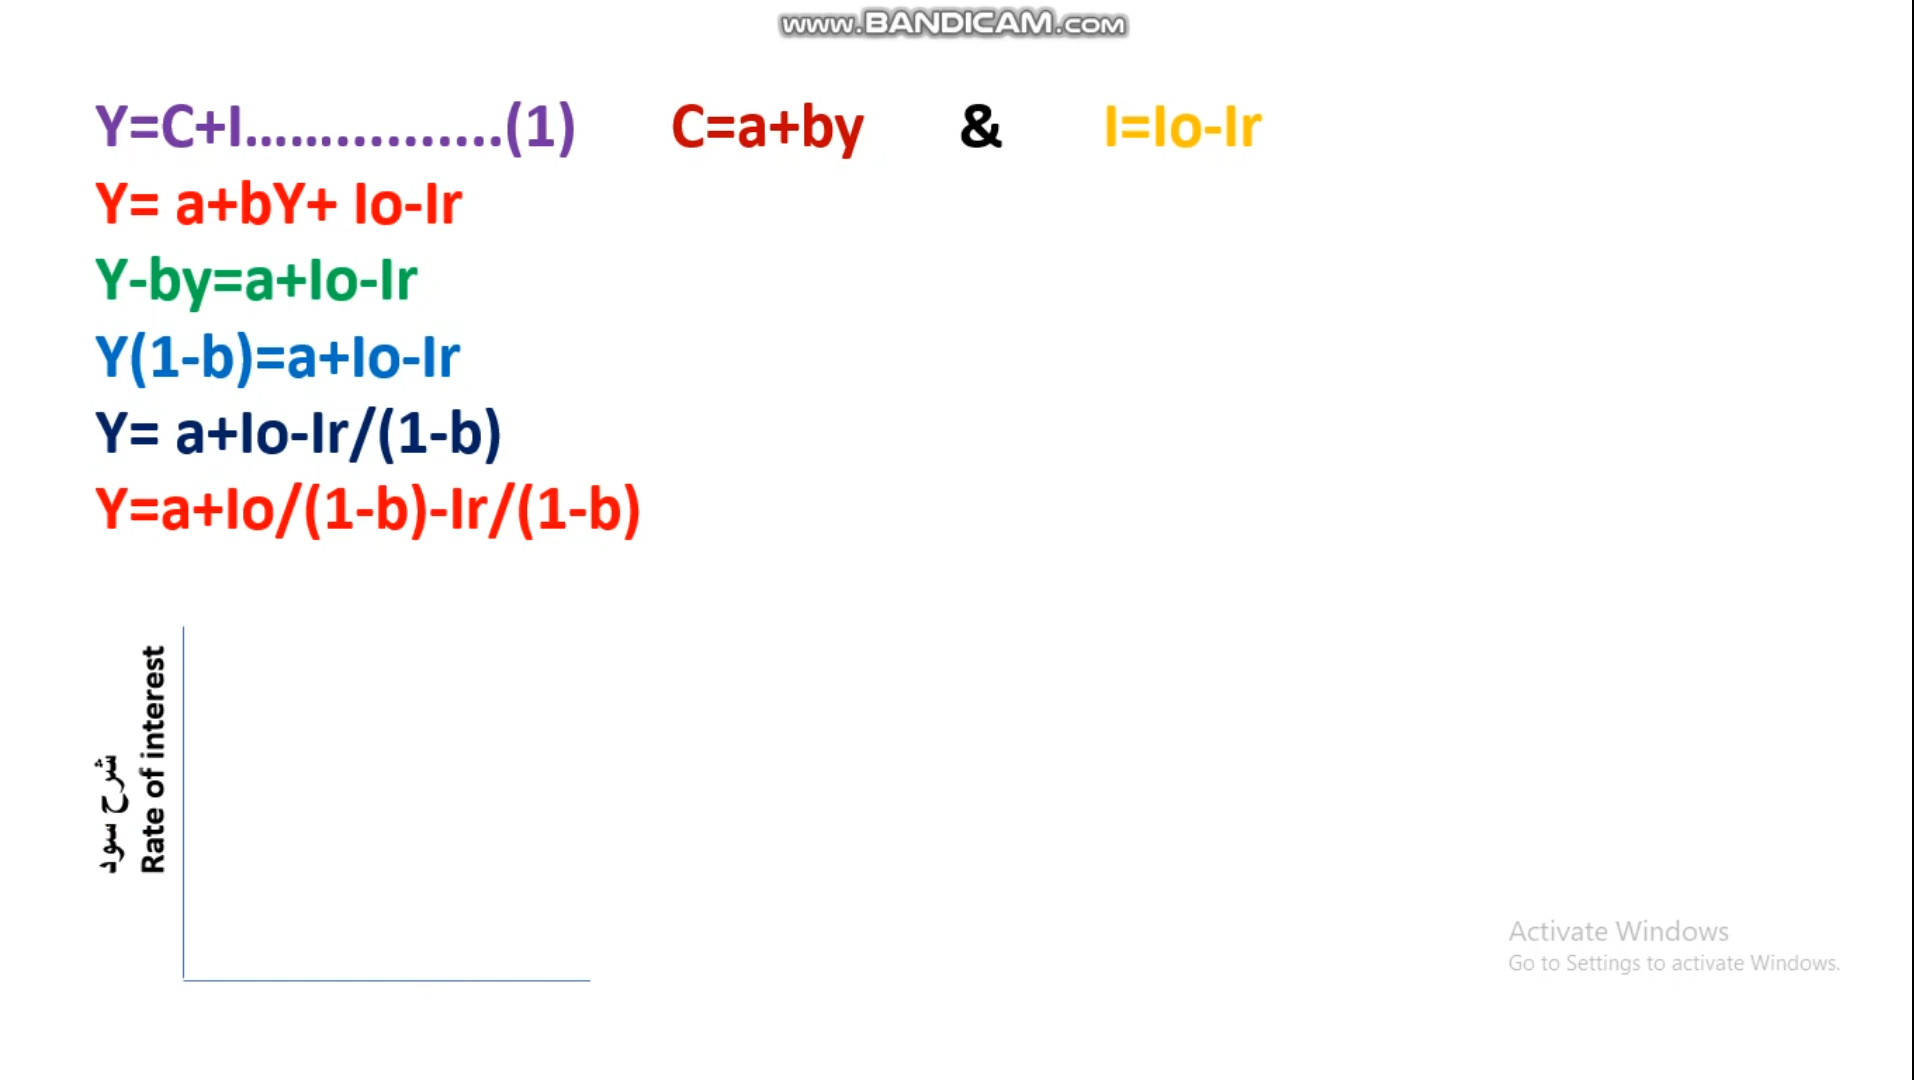 www.BANDICAM.com
Y=C+I...............(1) C=a+by & I=Io-Ir
Y= a+bY+ Io-Ir
Y-by=a+Io-Ir
Y(1-b)=a+Io-Ir
Y= a+Io-Ir/(1-b)
Y=a+Io/(1-b)-Ir/(1-b)
شرح سود
Rate of interest
Activate Windows
Go to Settings to activate Windows.